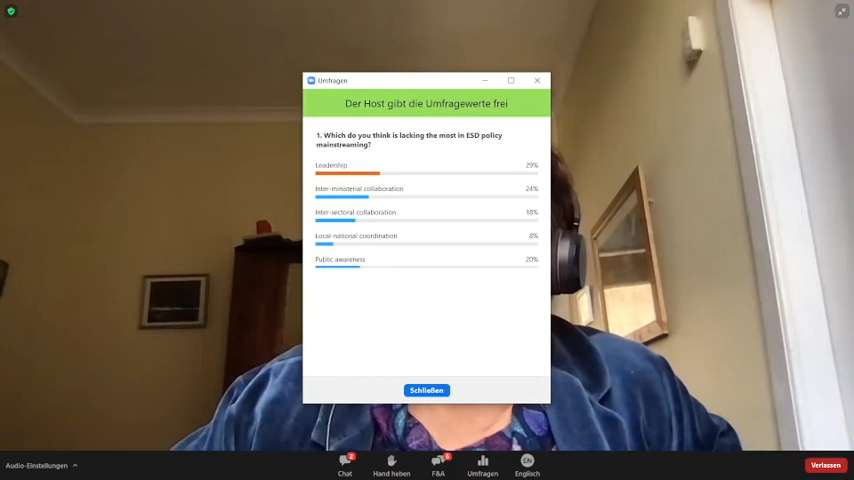 Umfragen
Der Host gibt die Umfragewerte frei
1. Which do you think is lacking the most in ESD policy
mainstreaming?
Leadership 29%
Inter-ministerial collaboration 24%
Inter-sectoral collaboration 18%
Local-national coordination 8%
Public awareness 20%
Schließen
Audio-Einstellungen
2
Chat
Hand heben
6
F&A
Umfragen
EN
Englisch
Verlassen